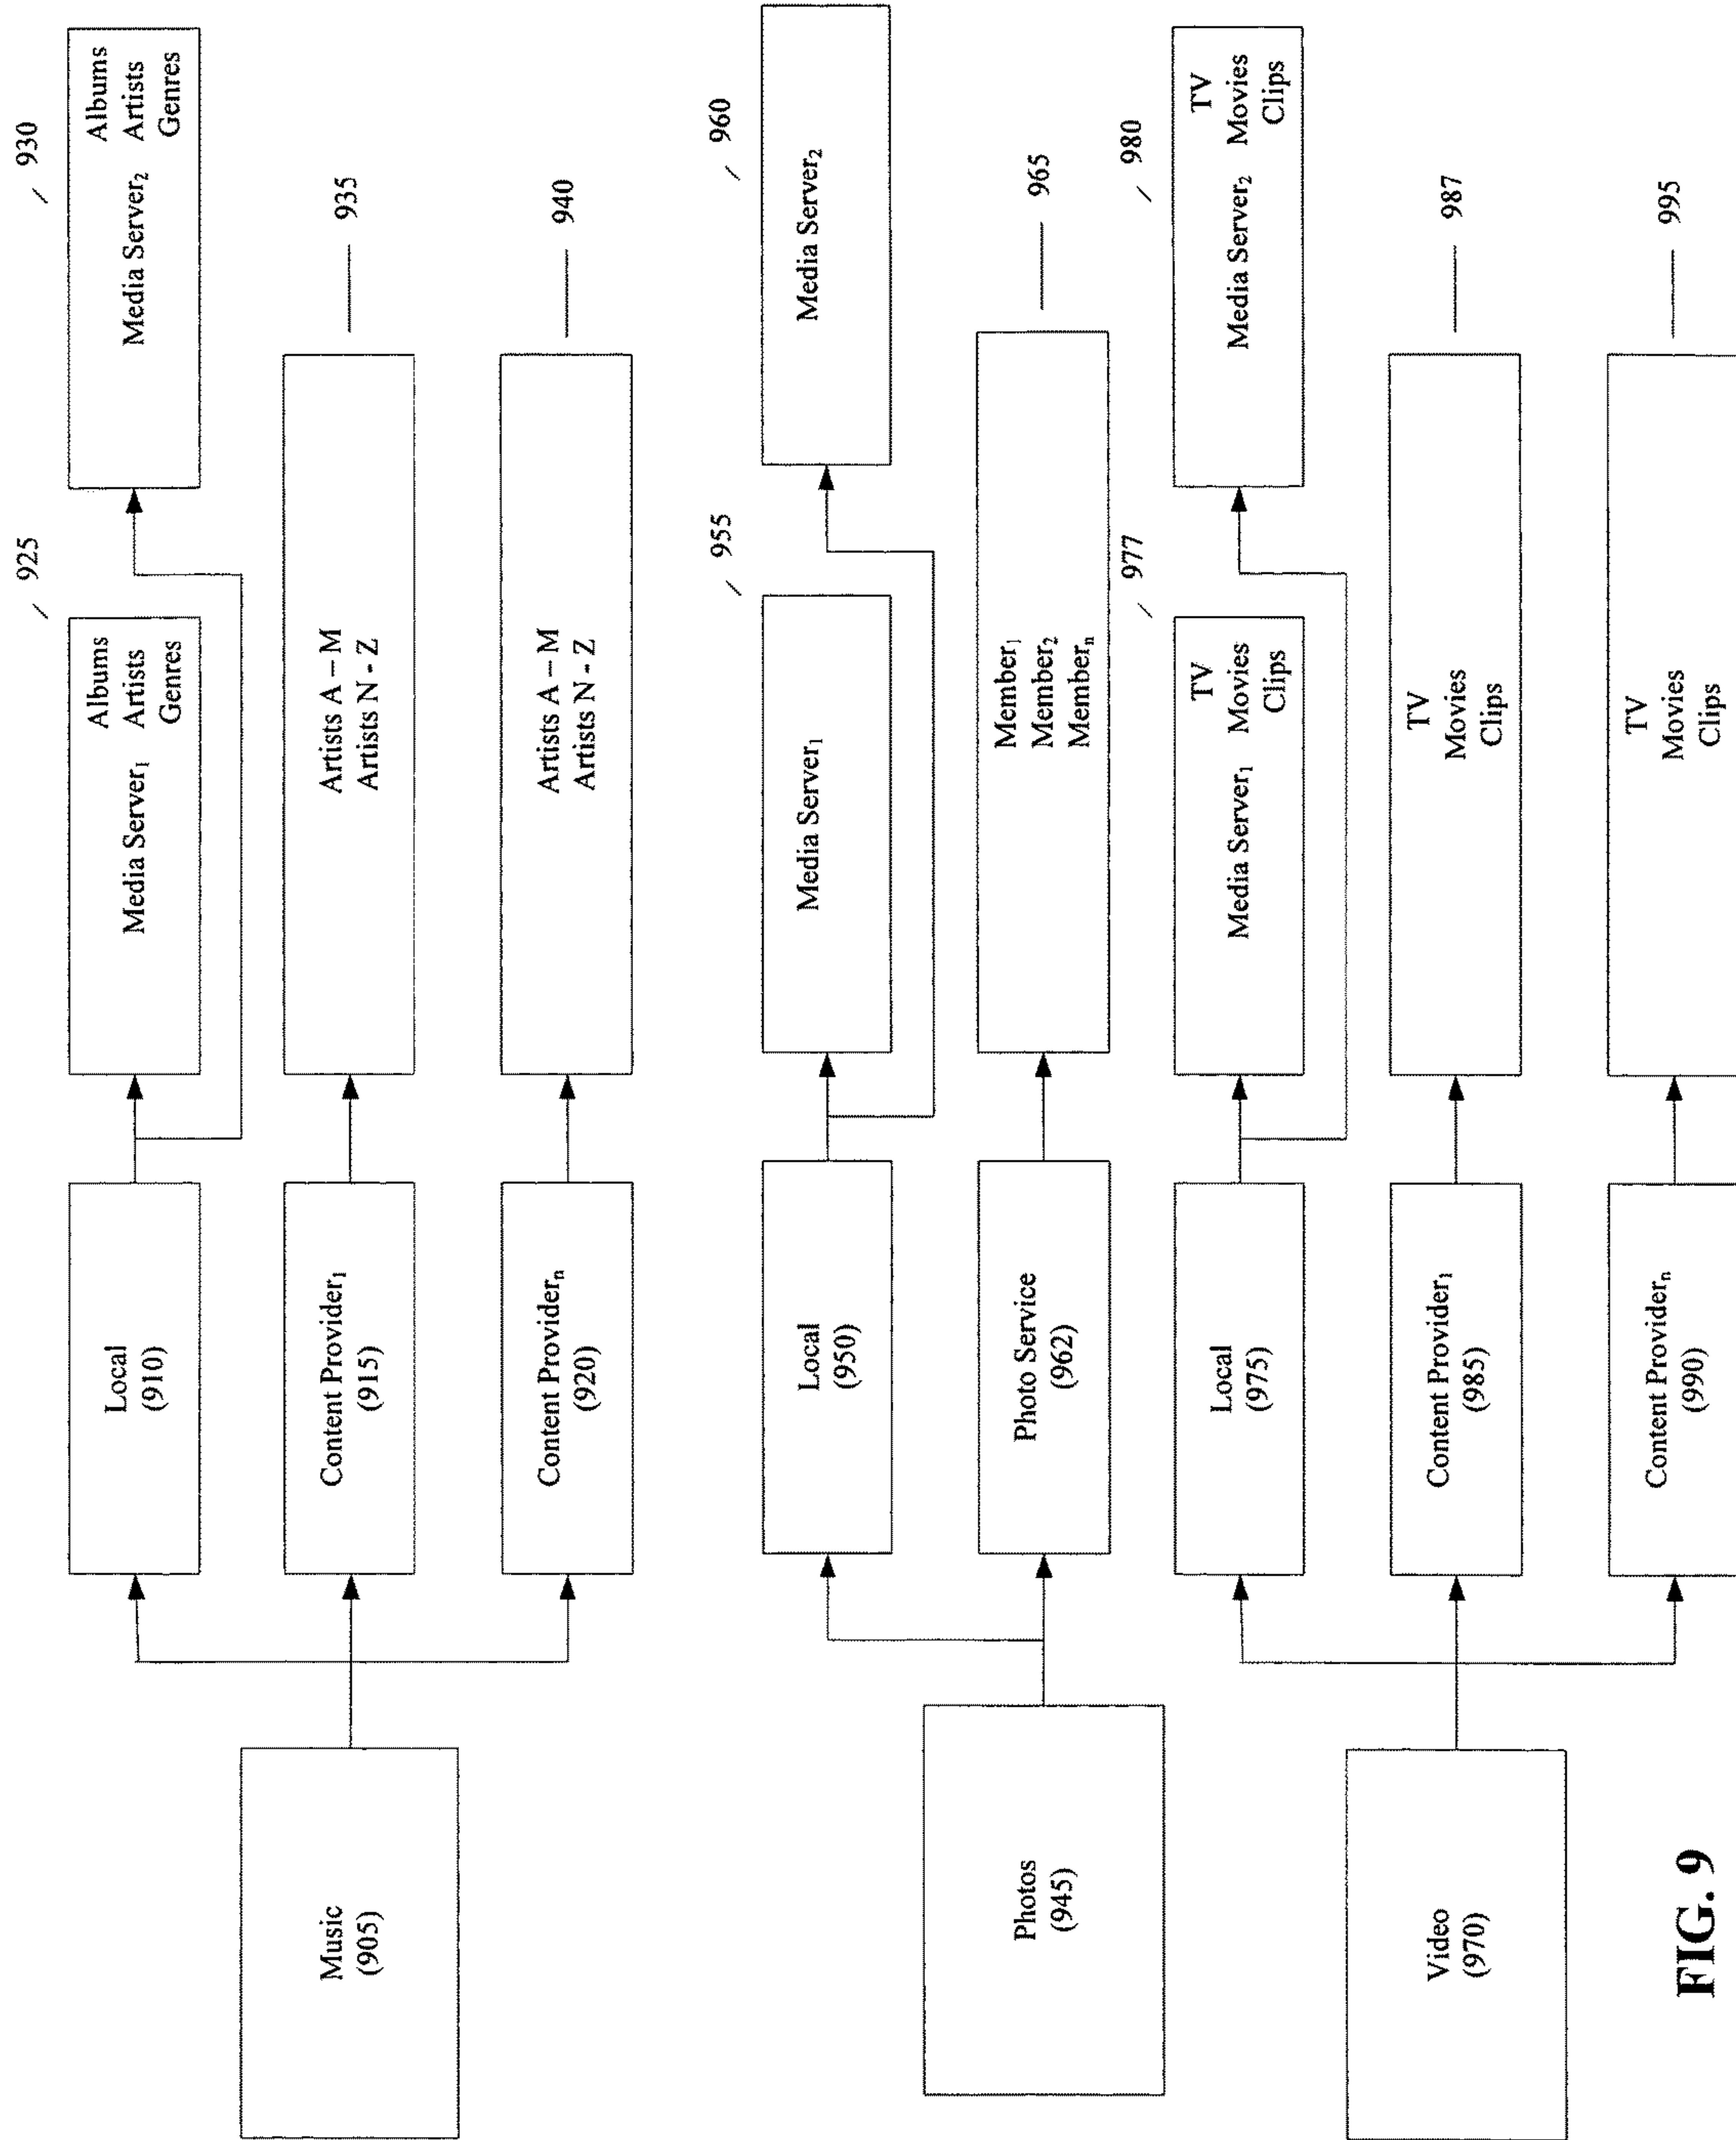 930
925
Albums
Media Server₁ Artists
Genres
Albums
Media Server₂ Artists
Genres
Local
(910)
Music
(905)
Content Provider₁
(915)
Artists A – M
Artists N - Z
935
Content Providerₙ
(920)
Artists A – M
Artists N - Z
940
955
960
Local
(950)
Media Server₁
Media Server₂
Photos
(945)
Photo Service
(962)
Member₁
Member₂
Memberₙ
965
977
980
Local
(975)
TV
Media Server₁ Movies
Clips
TV
Media Server₂ Movies
Clips
Video
(970)
Content Provider₁
(985)
TV
Movies
Clips
987
Content Providerₙ
(990)
TV
Movies
Clips
995
FIG. 9